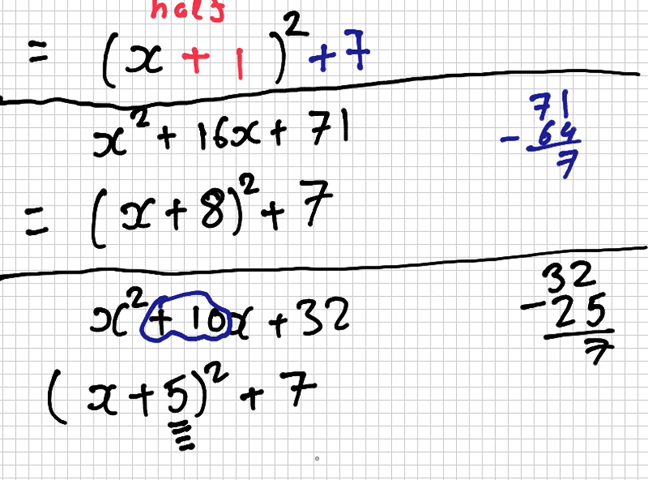 half
= (x + 1)² + 7
x² + 16x + 71
71
- 64
7
= (x + 8)² + 7
x² + 10x + 32
32
- 25
7
(x + 5)² + 7